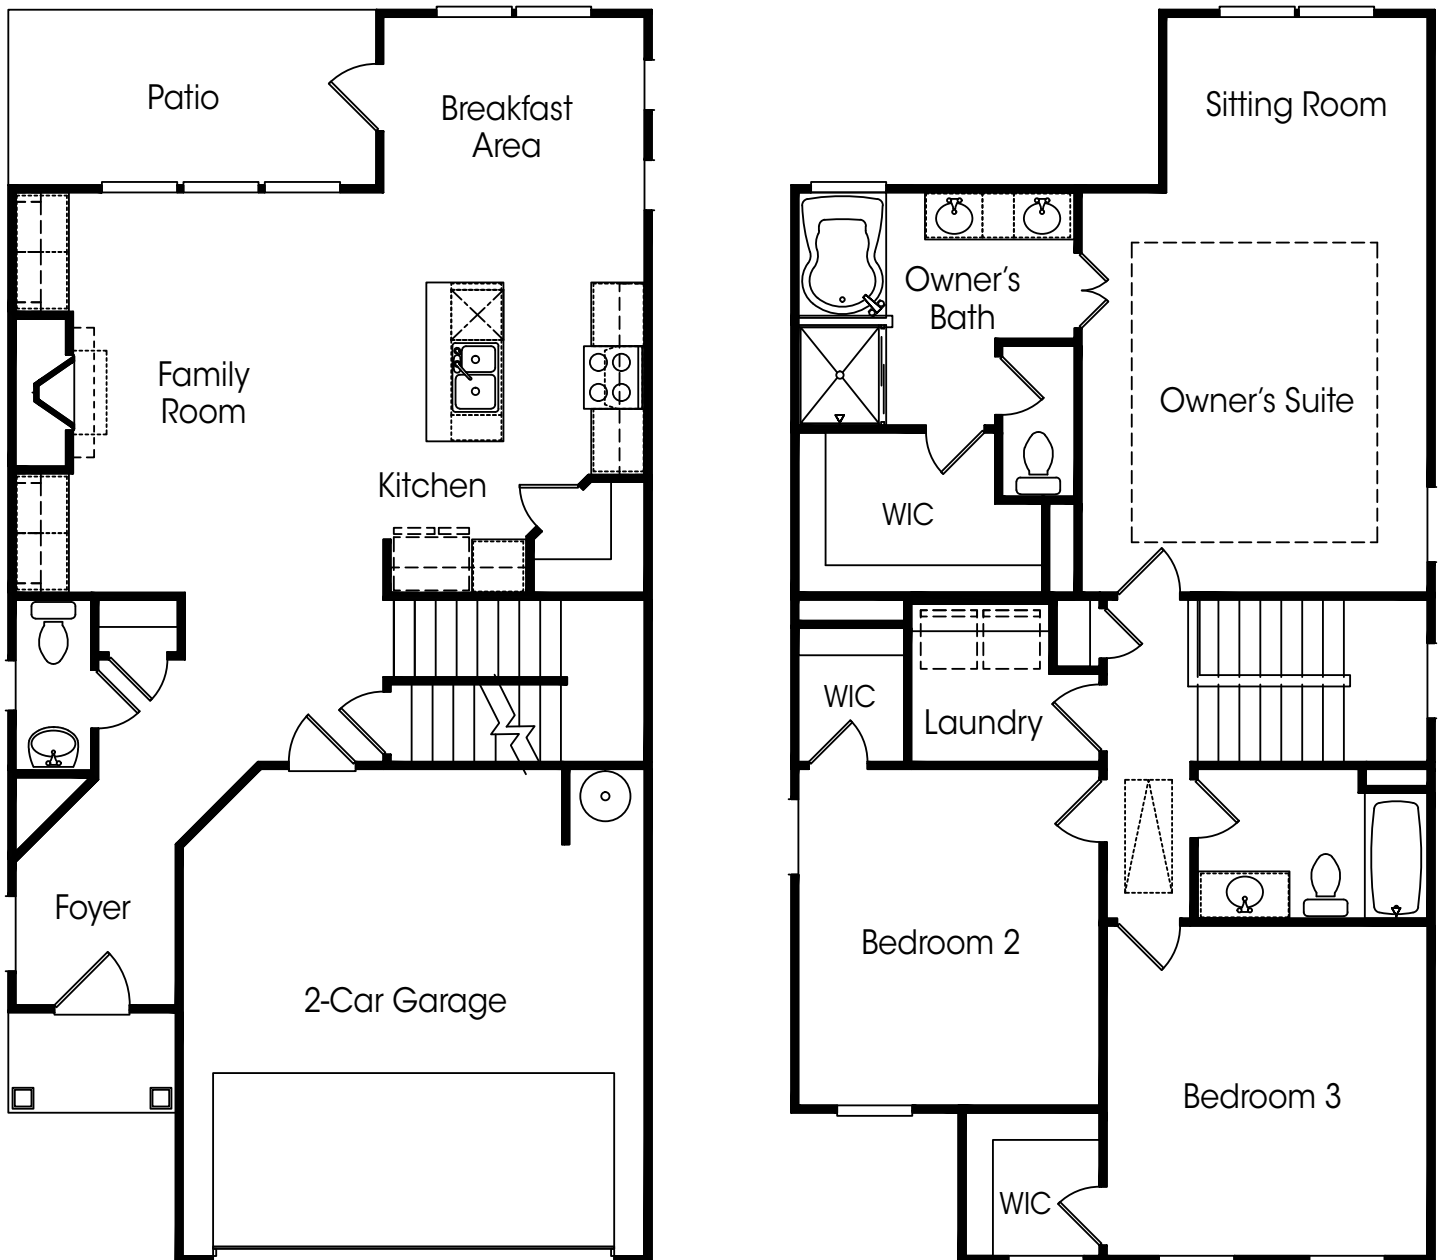 Patio
Breakfast
Area
Family
Room
Kitchen
Foyer
2-Car Garage
Sitting Room
Owner's
Bath
Owner's Suite
WIC
WIC
Laundry
Bedroom 2
Bedroom 3
WIC